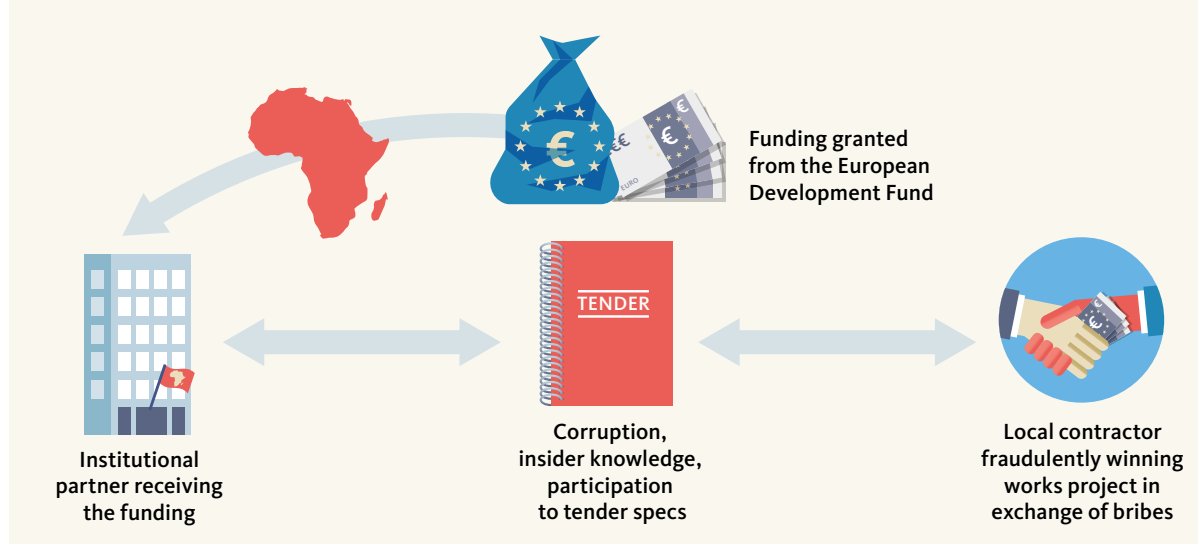 €
€€
€
€
EURO
Funding granted
from the European
Development Fund
TENDER
€
€
Institutional
partner receiving
the funding
Corruption,
insider knowledge,
participation
to tender specs
Local contractor
fraudulently winning
works project in
exchange of bribes